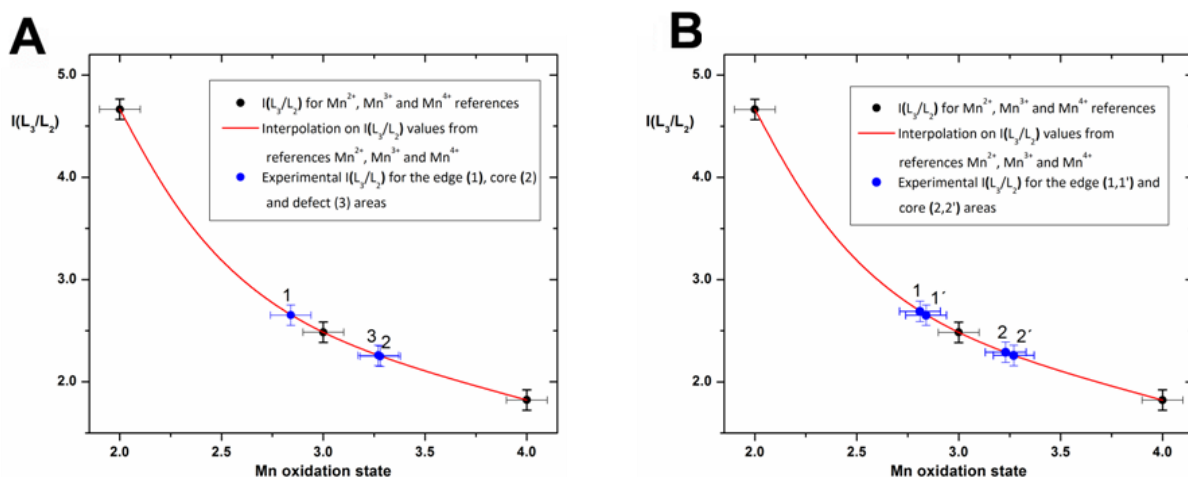 A
I(L₃/L₂)
5.0
4.0
3.0
2.0
I(L₃/L₂) for Mn²⁺, Mn³⁺ and Mn⁴⁺ references
Interpolation on I(L₃/L₂) values from
references Mn²⁺, Mn³⁺ and Mn⁴⁺
Experimental I(L₃/L₂) for the edge (1), core (2)
and defect (3) areas
1
3
2
2.0 2.5 3.0 3.5 4.0
Mn oxidation state
B
I(L₃/L₂)
5.0
4.0
3.0
2.0
I(L₃/L₂) for Mn²⁺, Mn³⁺ and Mn⁴⁺ references
Interpolation on I(L₃/L₂) values from
references Mn²⁺, Mn³⁺ and Mn⁴⁺
Experimental I(L₃/L₂) for the edge (1,1') and
core (2,2') areas
1 1´
2 2´
2.0 2.5 3.0 3.5 4.0
Mn oxidation state